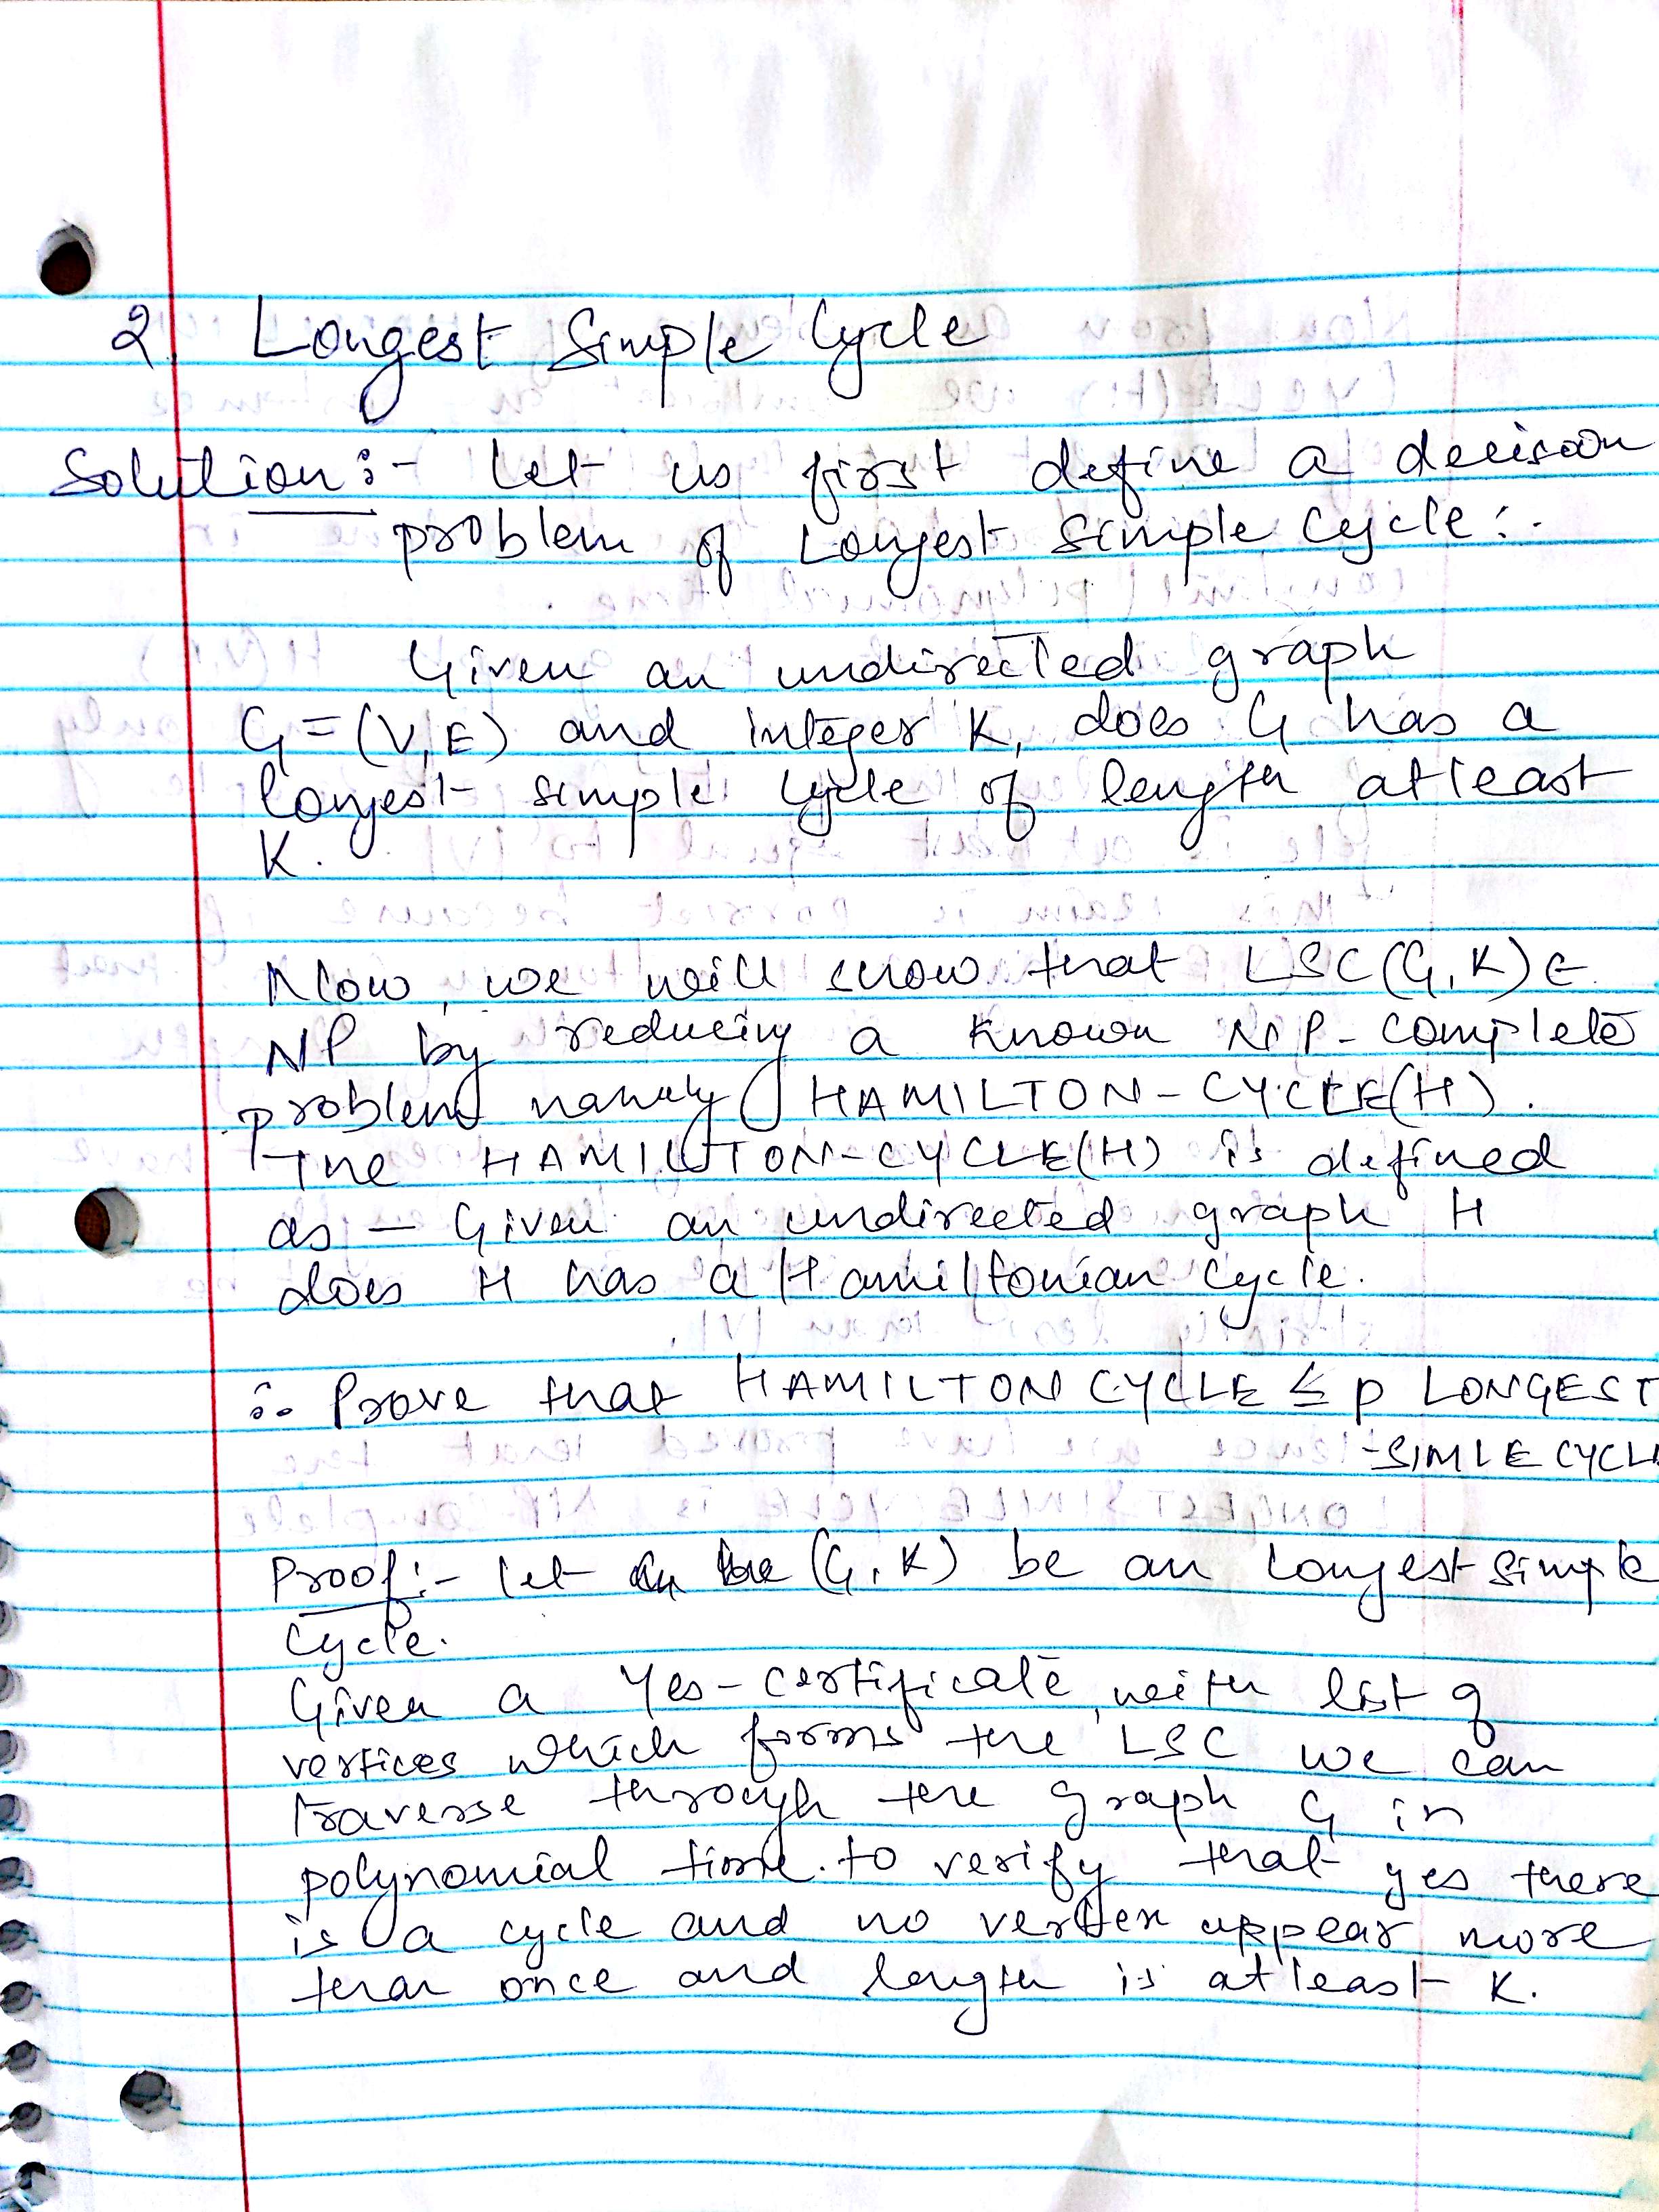 2. Longest Simple Cycle
Solution :- Let us first define a decision
problem of Longest Simple Cycle :-
Given an undirected graph
G = (V, E) and integer K, does G has a
longest simple cycle of length atleast
K.
Now, we will show that LSC(G, K) ∈
NP by reducing a known NP-complete
problem namely HAMILTON-CYCLE(H).
The HAMILTON-CYCLE(H) is defined
as - Given an undirected graph H
does H has a Hamiltonian cycle.
∴ Prove that HAMILTON CYCLE ≤ p LONGEST
-SIMLE CYCLE
Proof :- let (G, K) be an Longest Simple
Cycle.
Given a Yes-certificate with list of
vertices which forms the LSC we can
traverse through the graph G in
polynomial time. to verify that yes there
is a cycle and no vertex appear more
than once and length is atleast K.